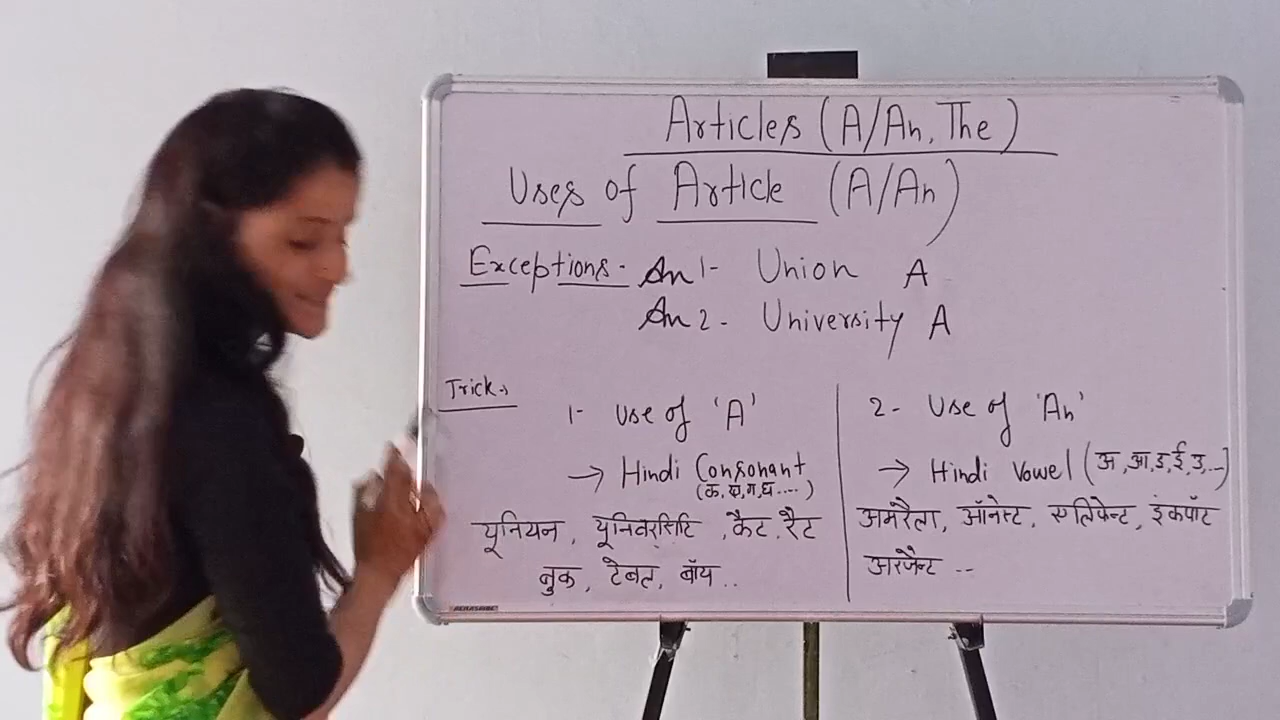 Articles (A/An, The)
Uses of Article (A/An)
Exceptions- An 1- Union A
An 2- University A
Trick→
1- Use of 'A'
→ Hindi Consonant
(क, ख, ग, घ....)
यूनियन, यूनिवरसिटि, कैट, रैट
बुक, टेबल, बॉय..
2- Use of 'An'
→ Hindi Vowel (अ, आ, इ, ई, उ, ..)
अमरैला, ऑनेस्ट, एलिफेन्ट, इंकपॉट
अरजेन्ट --